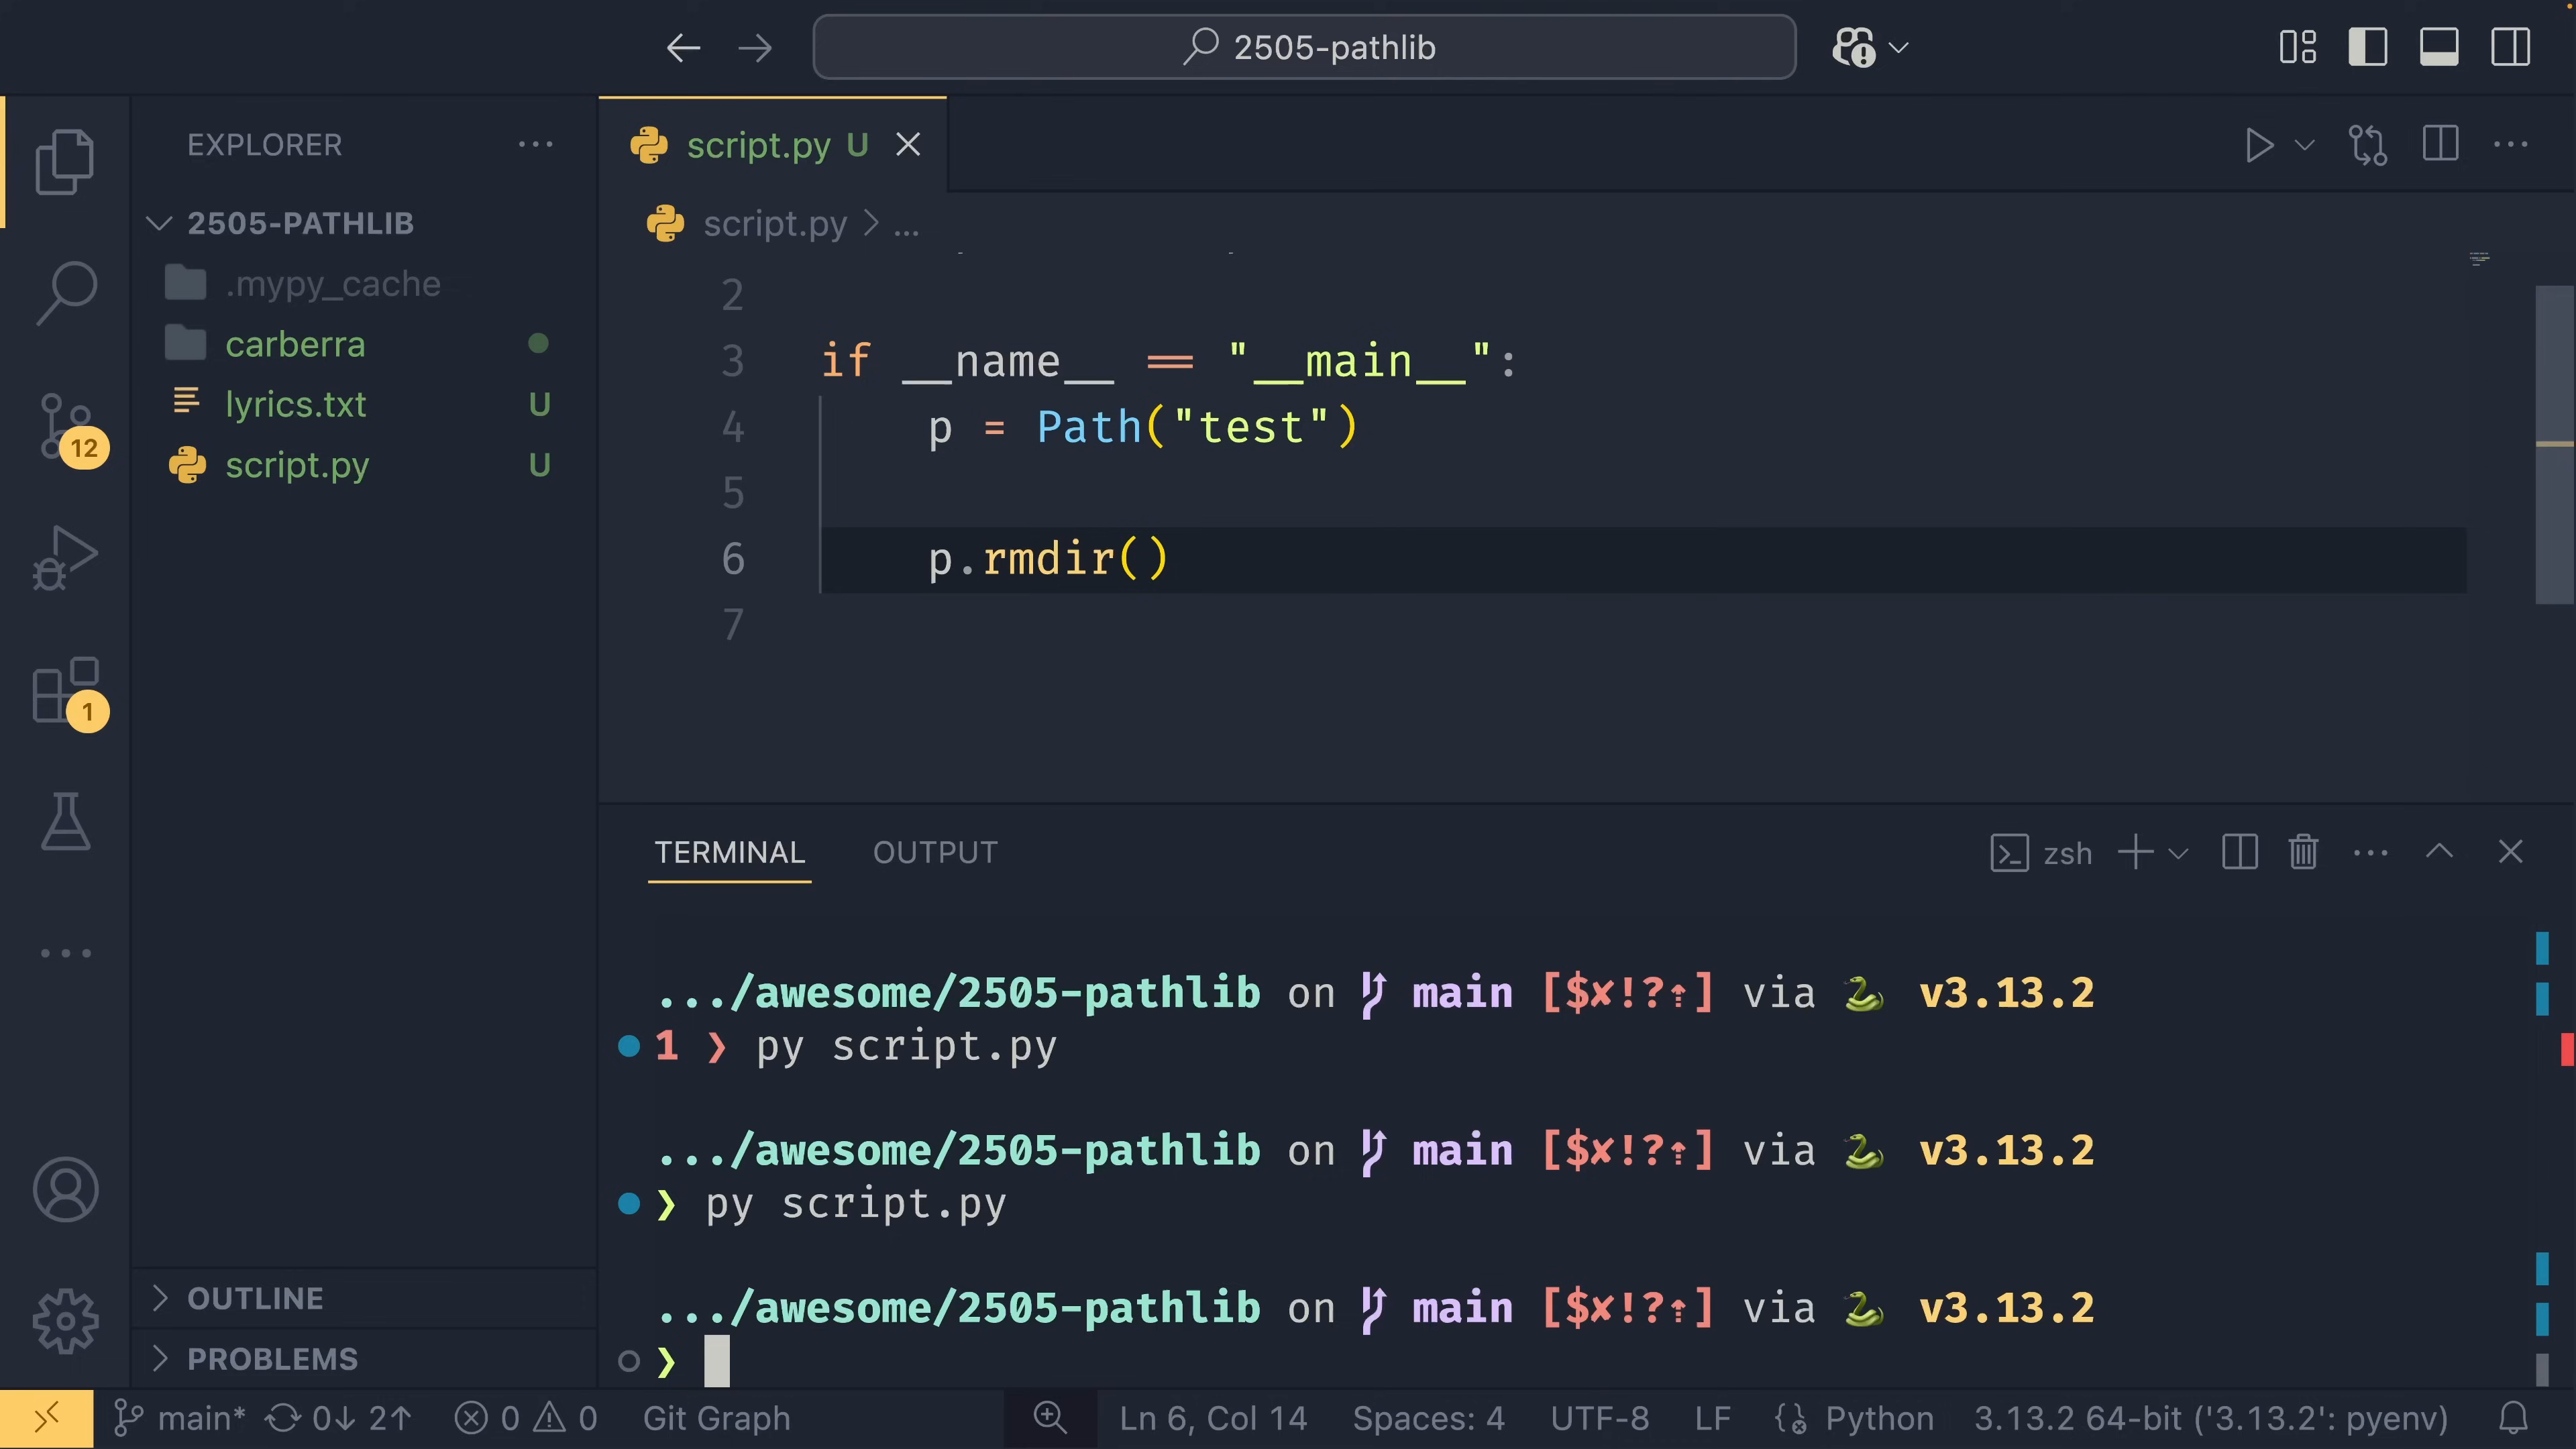 2505-pathlib
EXPLORER
script.py U
2505-PATHLIB
script.py > ...
.mypy_cache
carberra
lyrics.txt U
script.py U
12
1
2
3 if __name__ == "__main__":
4 p = Path("test")
5
6 p.rmdir()
7
TERMINAL OUTPUT
zsh
.../awesome/2505-pathlib on main [$✘!?⇡] via 🐍 v3.13.2
1 ❯ py script.py
.../awesome/2505-pathlib on main [$✘!?⇡] via 🐍 v3.13.2
❯ py script.py
.../awesome/2505-pathlib on main [$✘!?⇡] via 🐍 v3.13.2
❯
OUTLINE
PROBLEMS
main* 0↓ 2↑ 0 0 Git Graph Ln 6, Col 14 Spaces: 4 UTF-8 LF Python 3.13.2 64-bit ('3.13.2': pyenv)